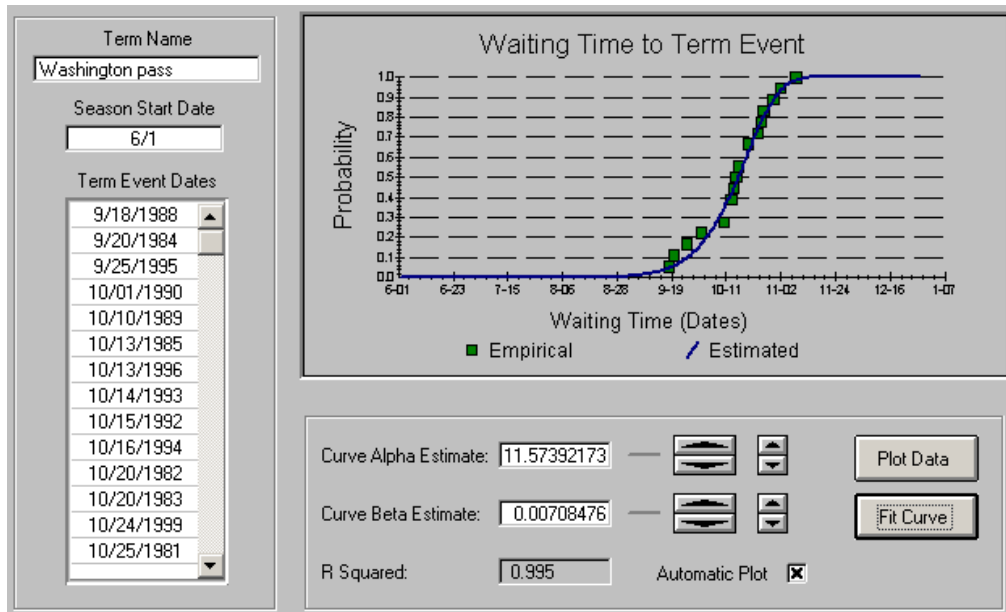 Term Name
Washington pass
Season Start Date
6/1
Term Event Dates
9/18/1988
9/20/1984
9/25/1995
10/01/1990
10/10/1989
10/13/1985
10/13/1996
10/14/1993
10/15/1992
10/16/1994
10/20/1982
10/20/1983
10/24/1999
10/25/1981
Waiting Time to Term Event
Probability
1.0
0.9
0.8
0.7
0.6
0.5
0.4
0.3
0.2
0.1
0.0
6-01 6-23 7-15 8-06 8-28 9-19 10-11 11-02 11-24 12-16 1-07
Waiting Time (Dates)
Empirical Estimated
Curve Alpha Estimate: 11.57392173
Plot Data
Curve Beta Estimate: 0.00708476
Fit Curve
R Squared: 0.995 Automatic Plot